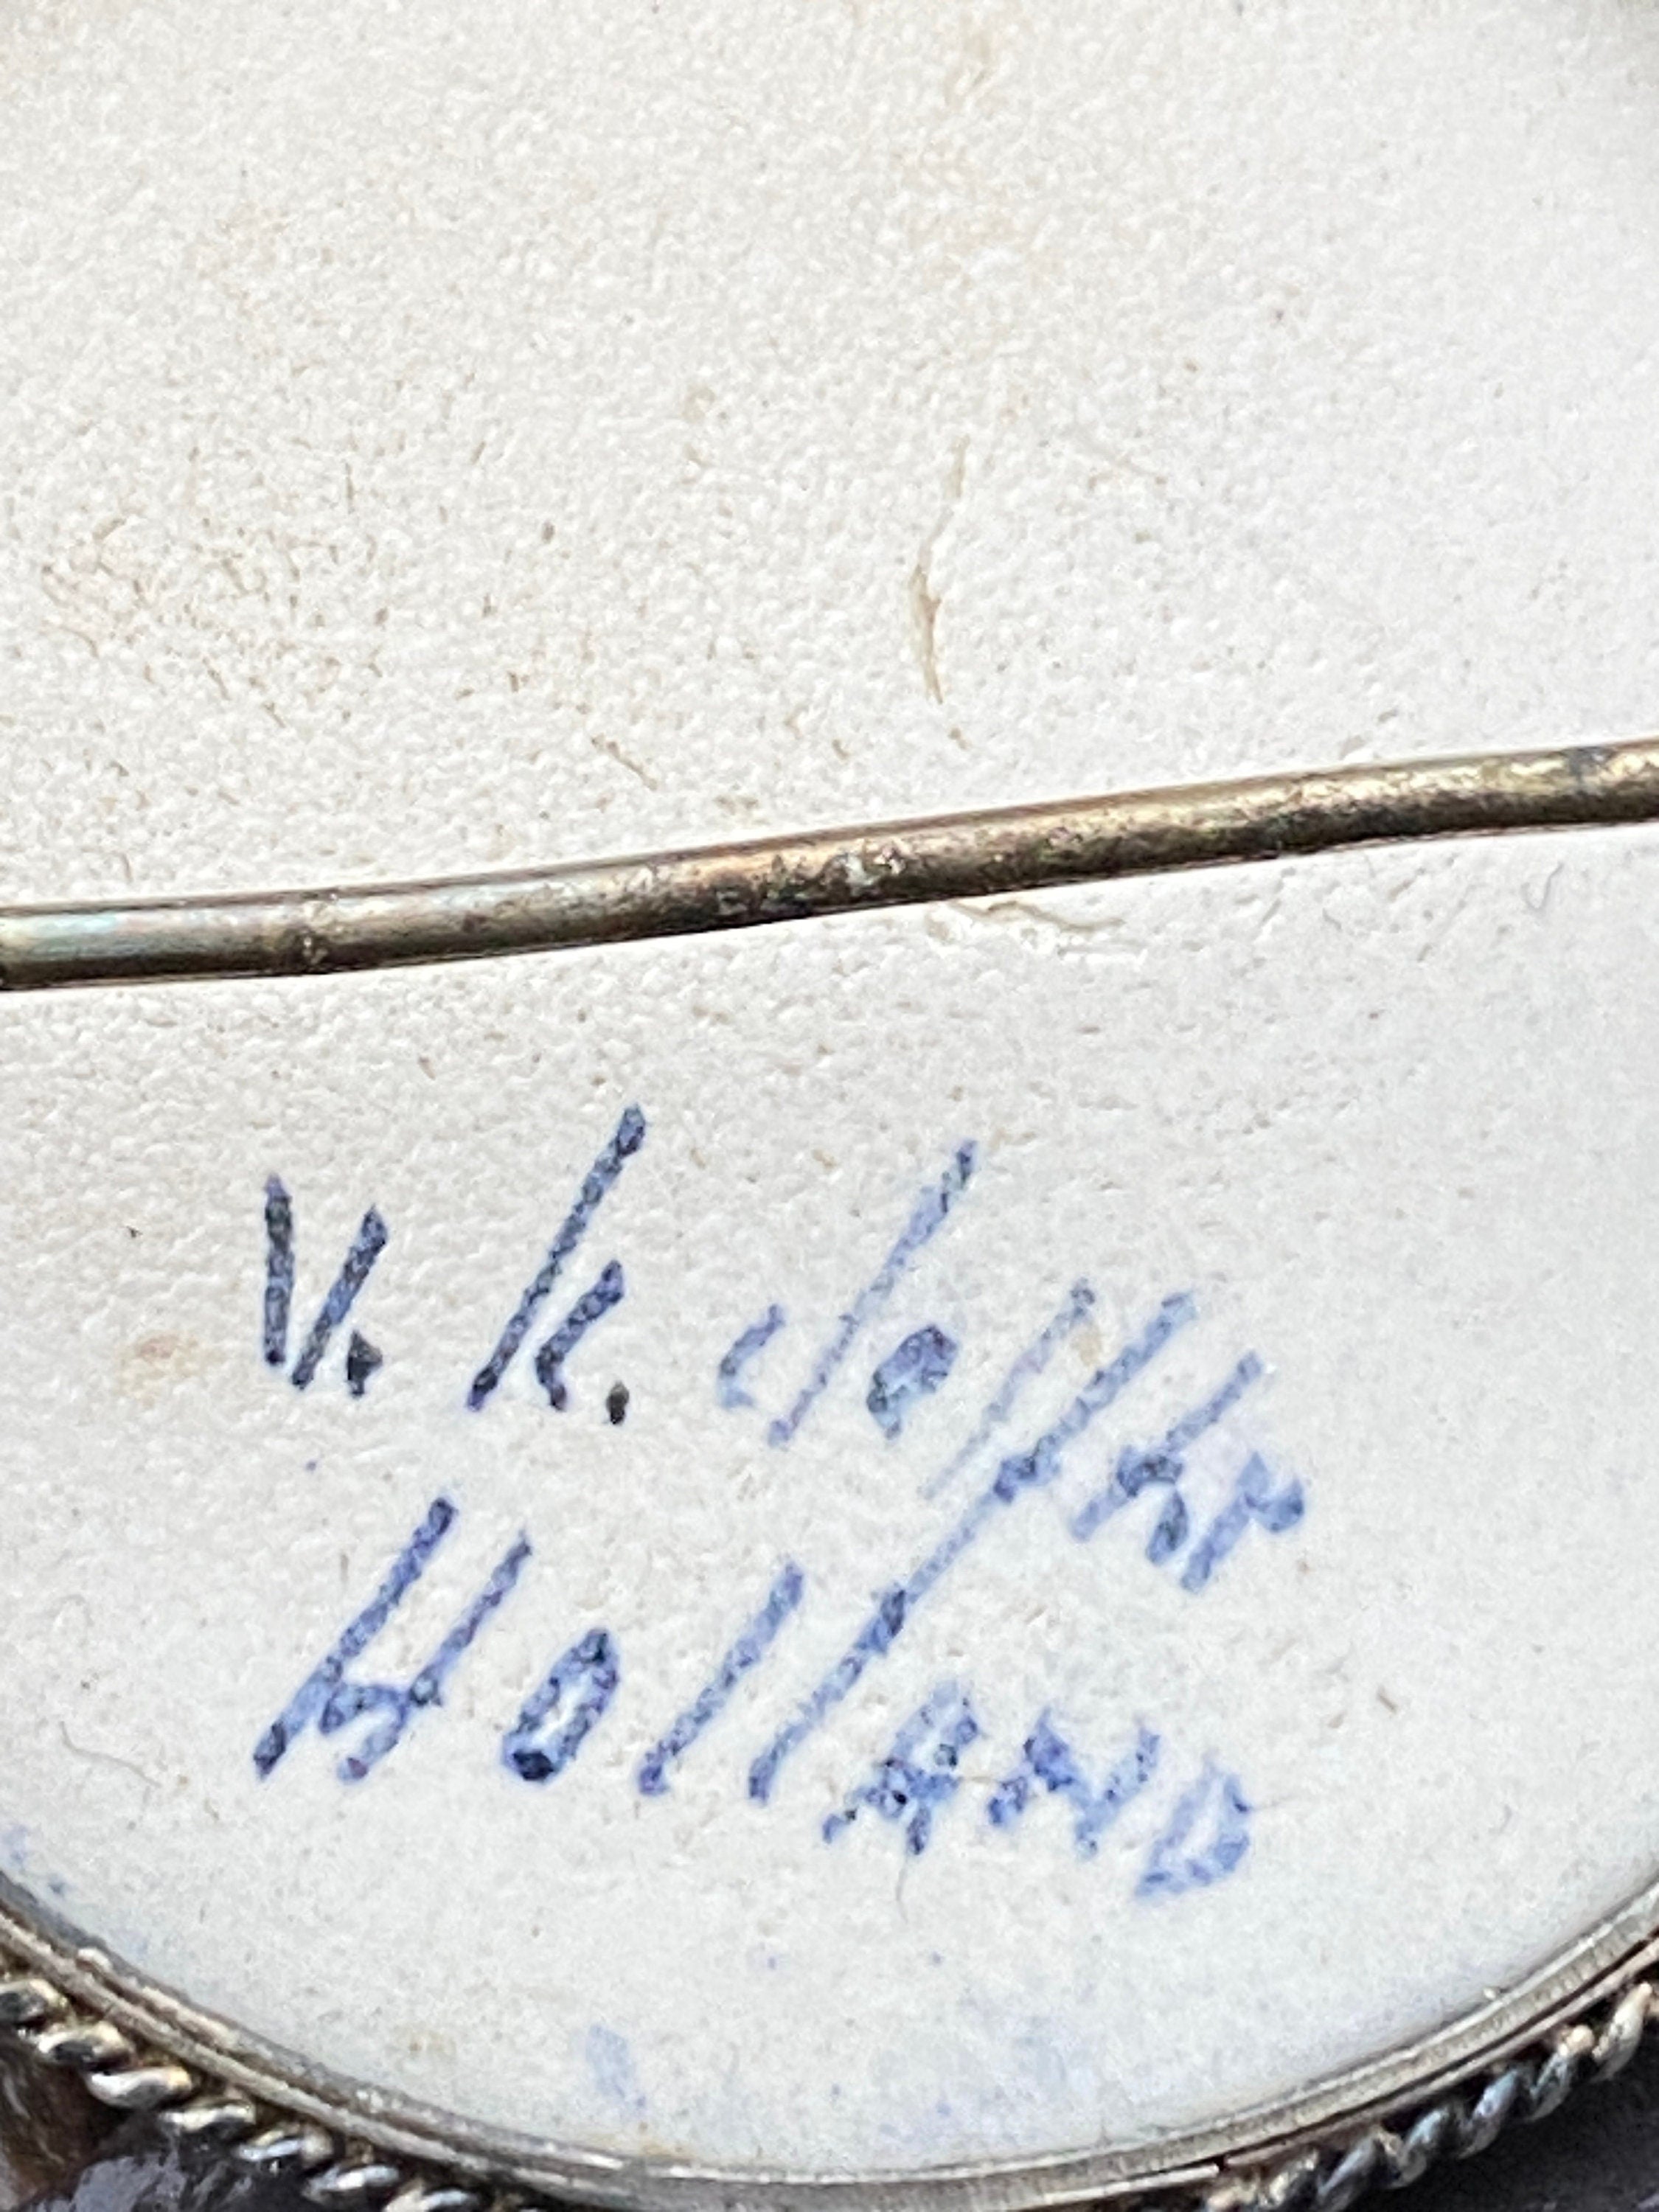 V. k. delft
Holland